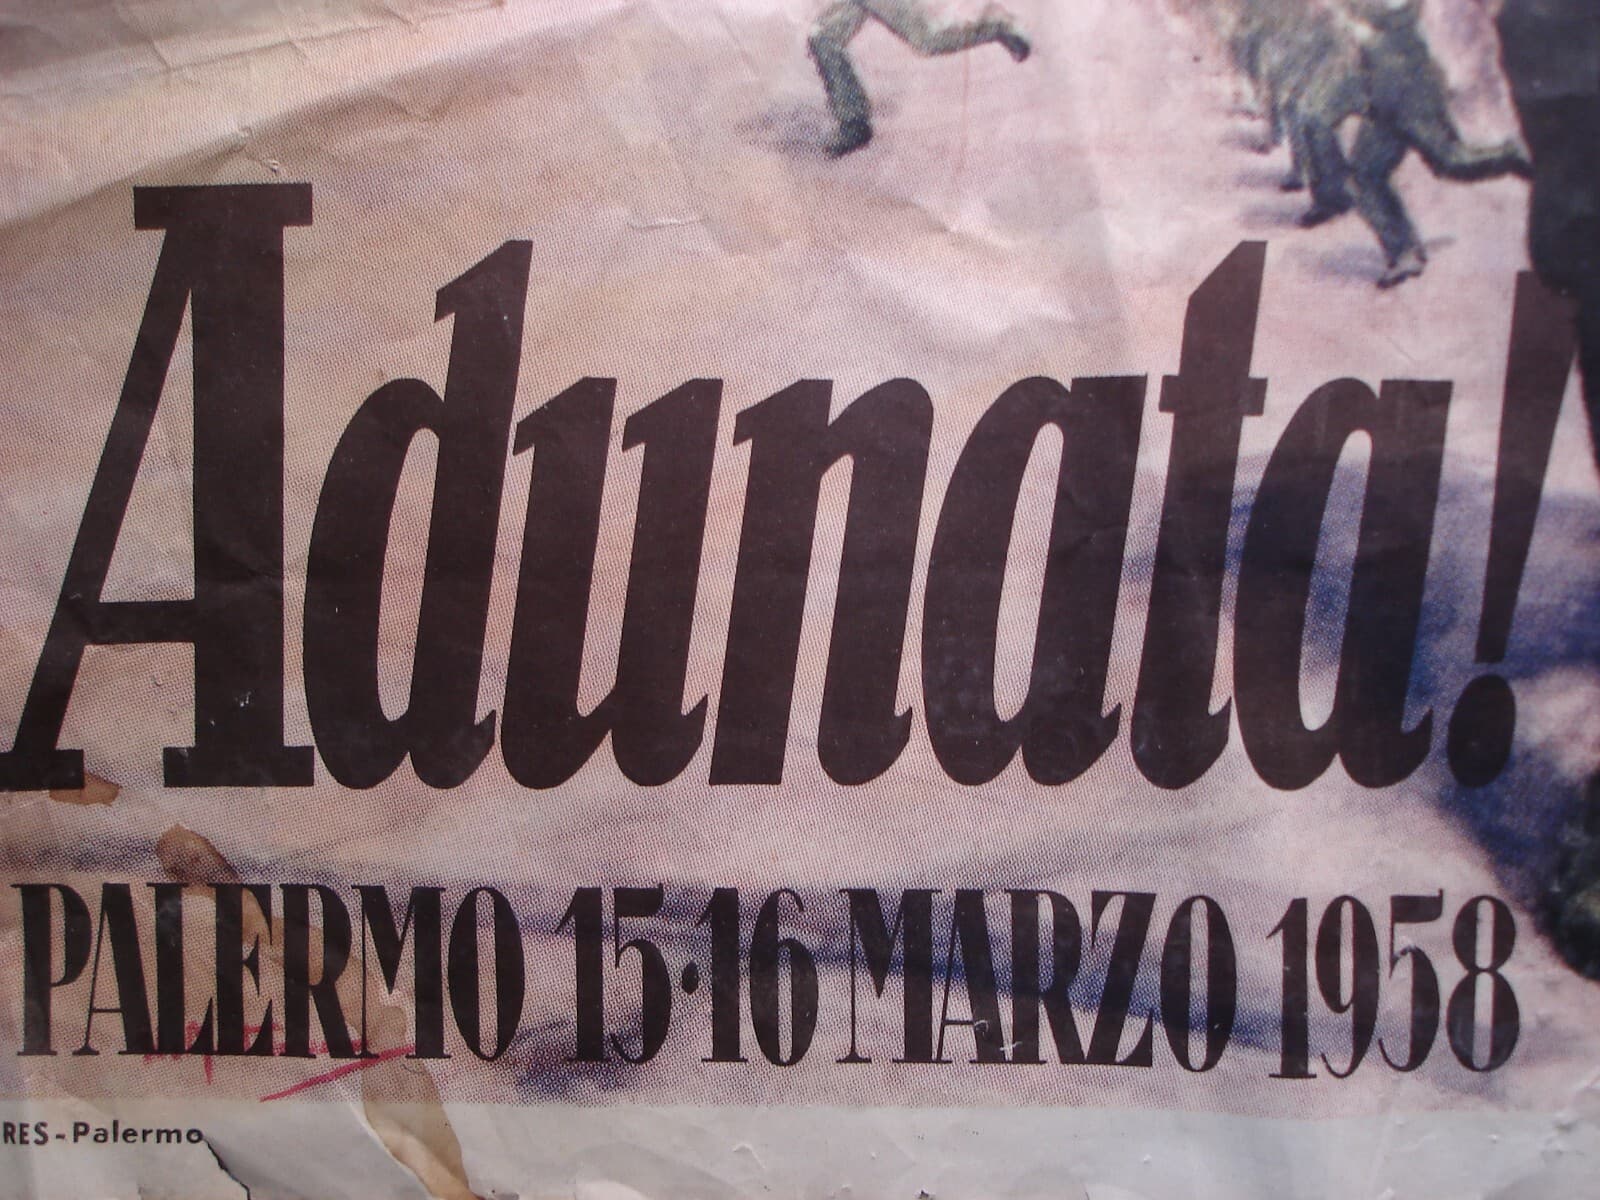 Adunata!
PALERMO 15·16 MARZO 1958
RES-Palermo